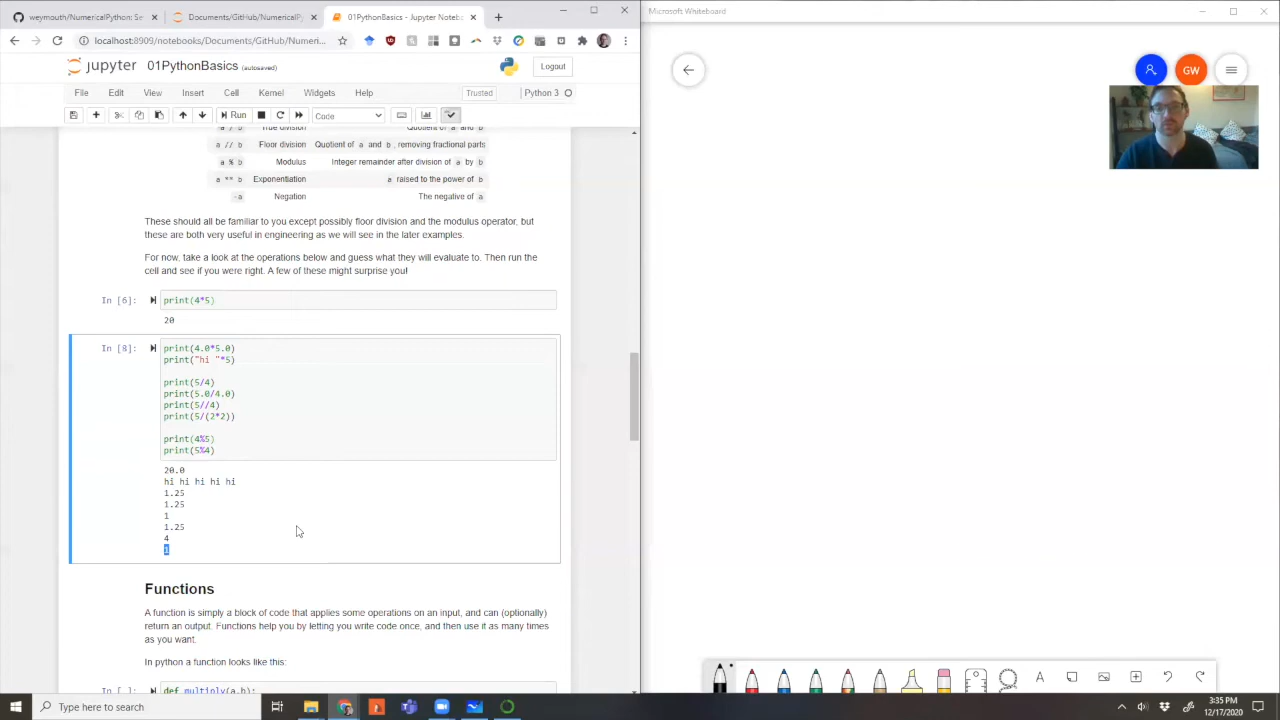 weymouth/NumericalPython: Se
Documents/GitHub/NumericalPy
01PythonBasics - Jupyter Noteb
Microsoft Whiteboard
localhost:8909/notebooks/Documents/GitHub/Numeri...
jupyter 01PythonBasics (autosaved)
Logout
GW
File Edit View Insert Cell Kernel Widgets Help
Trusted Python 3
Run Code
a / b True division Quotient of a and b
a // b Floor division Quotient of a and b, removing fractional parts
a % b Modulus Integer remainder after division of a by b
a ** b Exponentiation a raised to the power of b
-a Negation The negative of a
These should all be familiar to you except possibly floor division and the modulus operator, but
these are both very useful in engineering as we will see in the later examples.
For now, take a look at the operations below and guess what they will evaluate to. Then run the
cell and see if you were right. A few of these might surprise you!
In [6]: print(4*5)
20
In [8]: print(4.0*5.0)
print("hi "*5)
print(5/4)
print(5.0/4.0)
print(5//4)
print(5/(2*2))
print(4%5)
print(5%4)
20.0
hi hi hi hi hi
1.25
1.25
1
1.25
4
1
Functions
A function is simply a block of code that applies some operations on an input, and can (optionally)
return an output. Functions help you by letting you write code once, and then use it as many times
as you want.
In python a function looks like this:
In [ ]: def multiply(a,b):
Type here to search
3:35 PM
12/17/2020